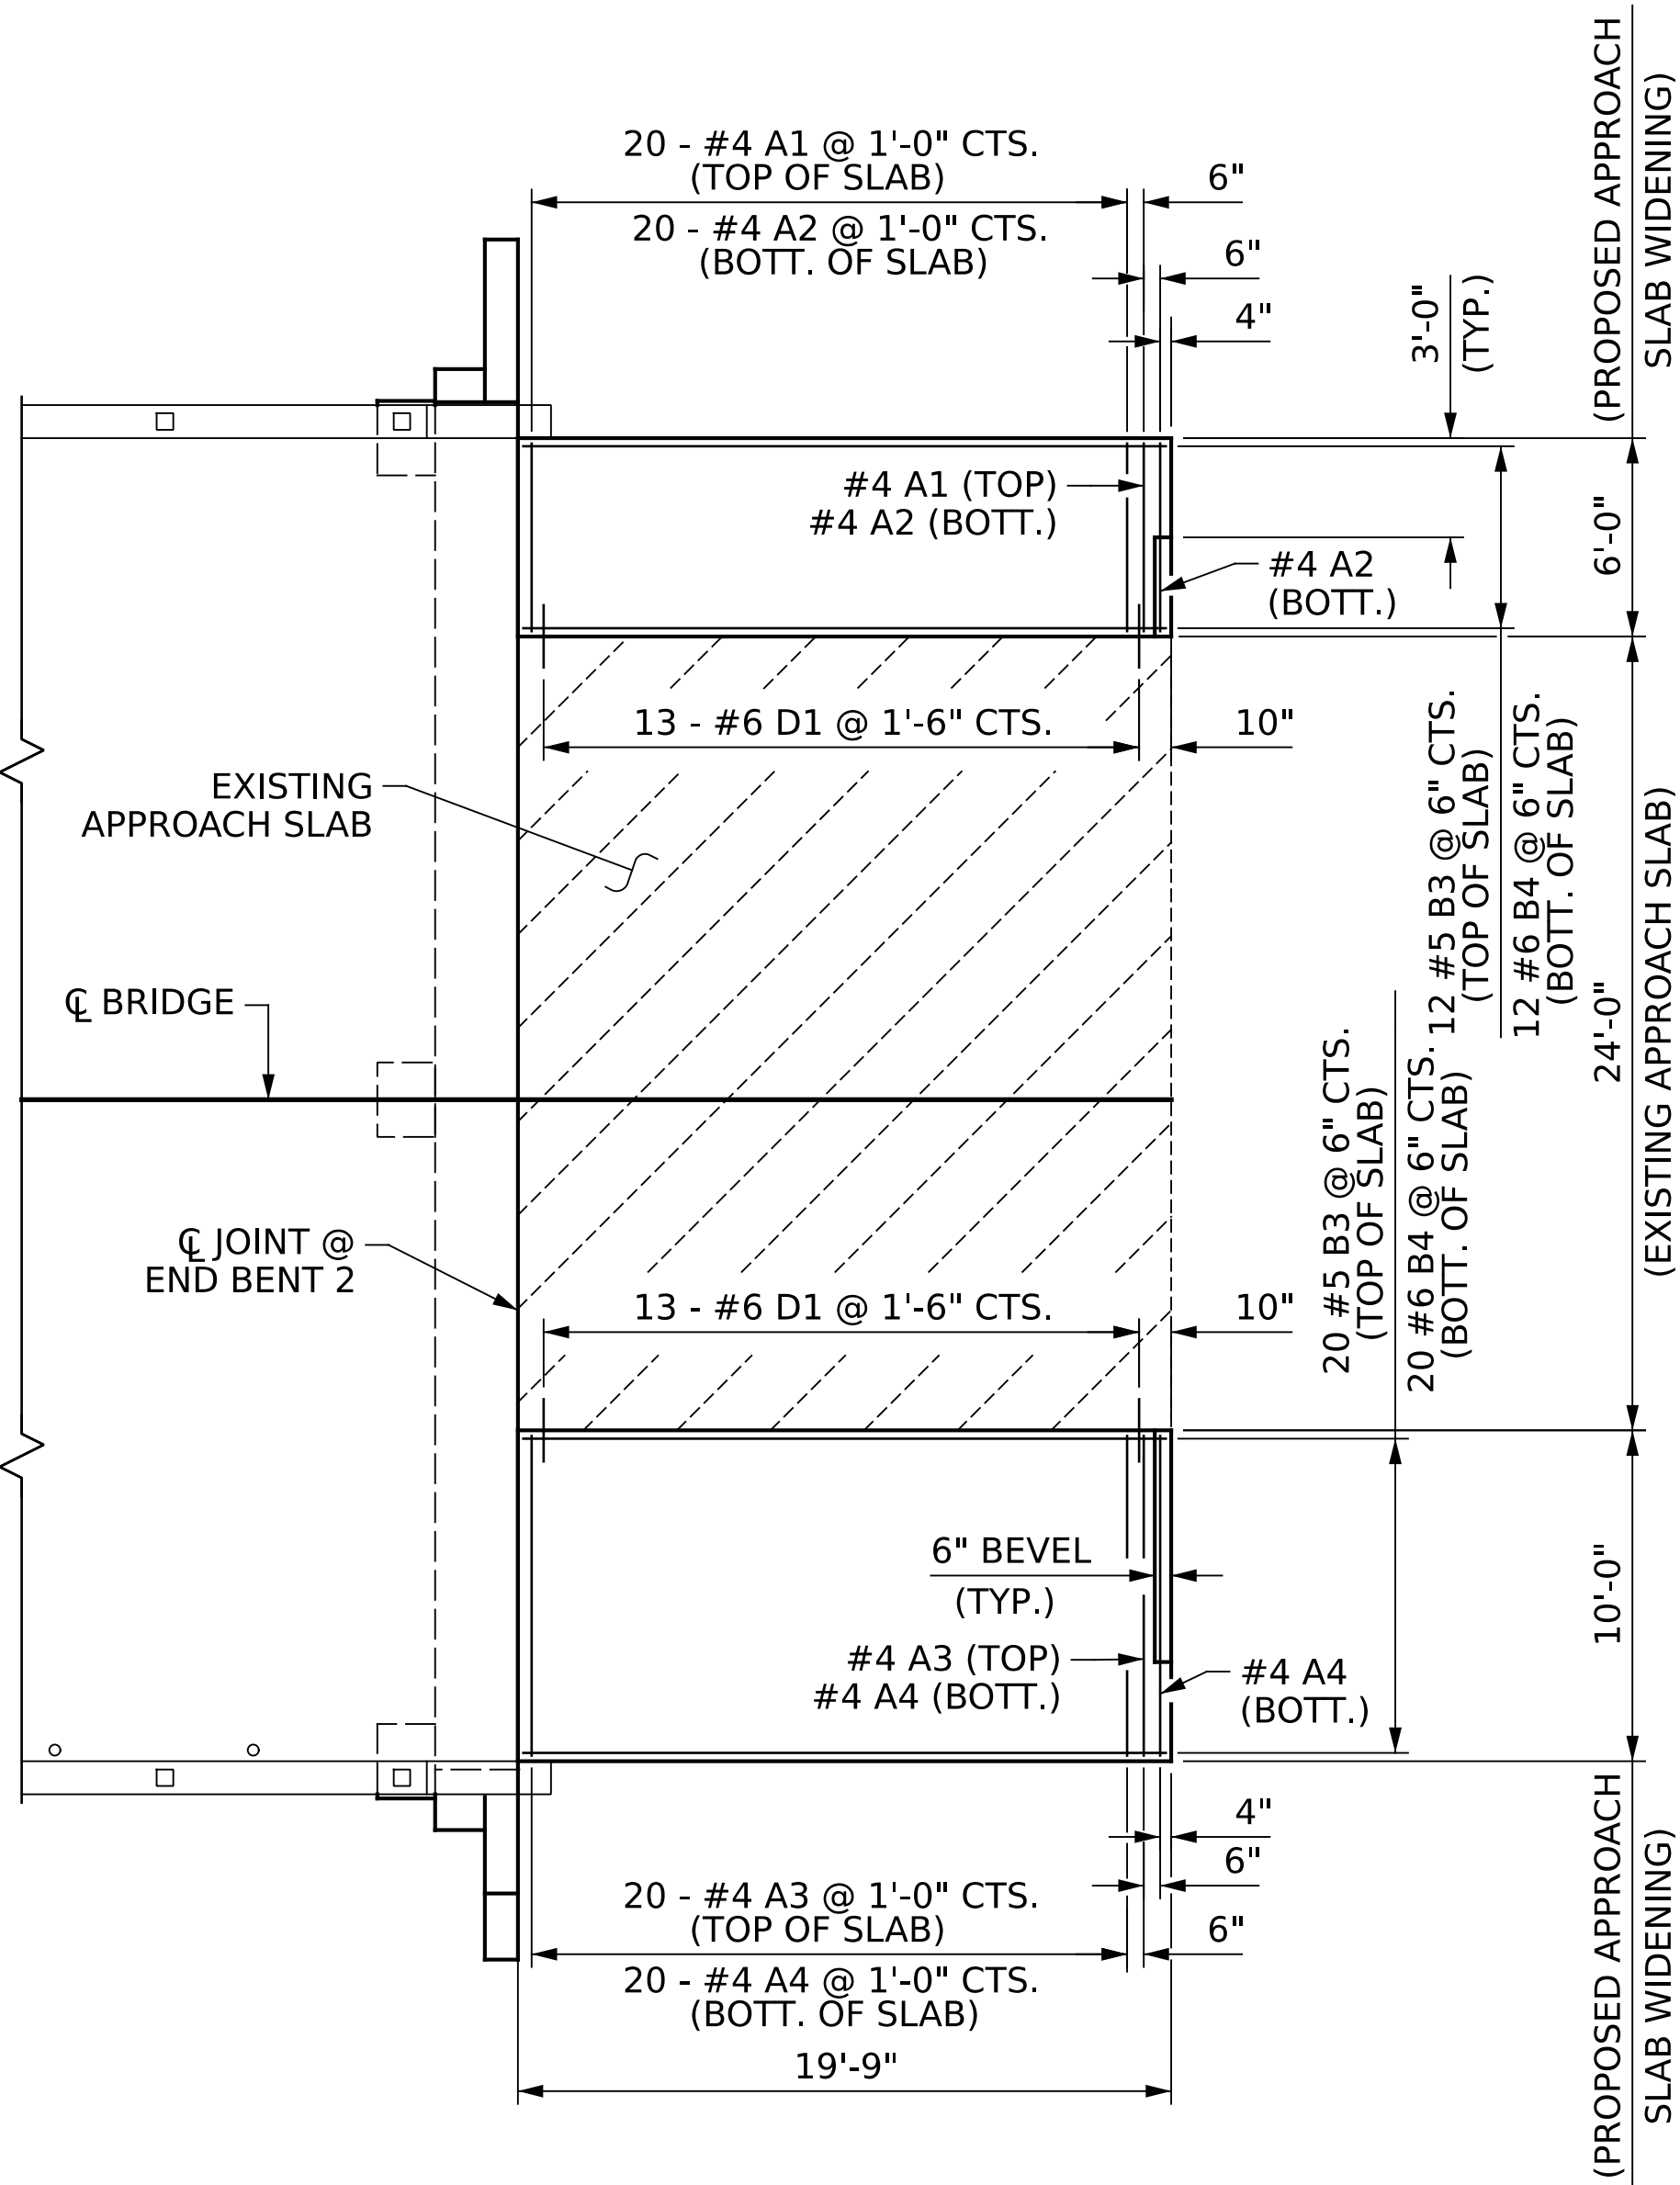 20 - #4 A1 @ 1'-0" CTS.
(TOP OF SLAB)
20 - #4 A2 @ 1'-0" CTS.
(BOTT. OF SLAB)
6"
6"
4"
3'-0"
(TYP.)
(PROPOSED APPROACH
SLAB WIDENING)
#4 A1 (TOP)
#4 A2 (BOTT.)
#4 A2
(BOTT.)
6'-0"
13 - #6 D1 @ 1'-6" CTS.
10"
EXISTING
APPROACH SLAB
12 #5 B3 @ 6" CTS.
(TOP OF SLAB)
12 #6 B4 @ 6" CTS.
(BOTT. OF SLAB)
24'-0"
(EXISTING APPROACH SLAB)
℄ BRIDGE
20 #5 B3 @ 6" CTS.
(TOP OF SLAB)
20 #6 B4 @ 6" CTS.
(BOTT. OF SLAB)
℄ JOINT @
END BENT 2
13 - #6 D1 @ 1'-6" CTS.
10"
6" BEVEL
(TYP.)
10'-0"
#4 A3 (TOP)
#4 A4 (BOTT.)
#4 A4
(BOTT.)
4"
6"
6"
20 - #4 A3 @ 1'-0" CTS.
(TOP OF SLAB)
20 - #4 A4 @ 1'-0" CTS.
(BOTT. OF SLAB)
19'-9"
(PROPOSED APPROACH
SLAB WIDENING)